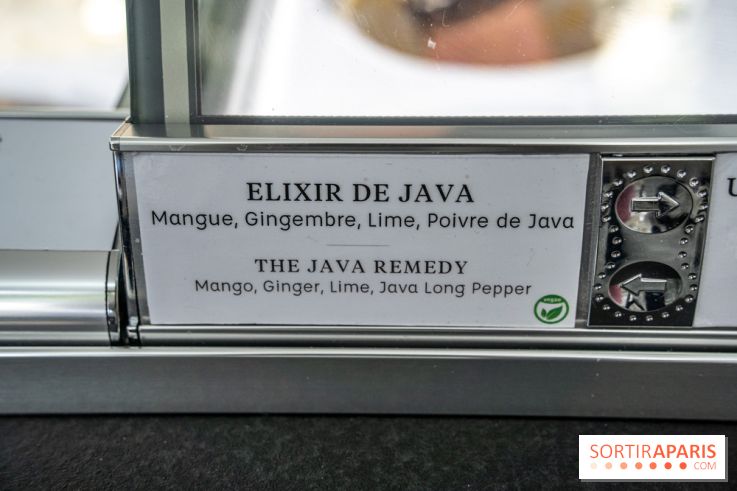 ELIXIR DE JAVA
Mangue, Gingembre, Lime, Poivre de Java
THE JAVA REMEDY
Mango, Ginger, Lime, Java Long Pepper
vegan
U
SORTIRAPARIS
.COM